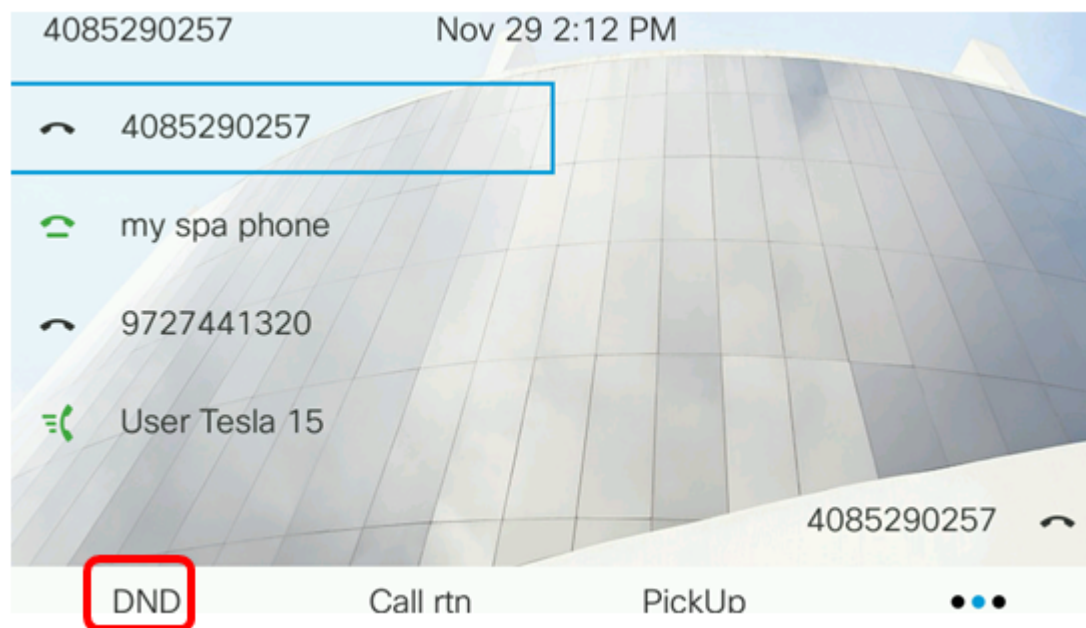 4085290257 Nov 29 2:12 PM
4085290257
my spa phone
9727441320
User Tesla 15
4085290257
DND Call rtn PickUp